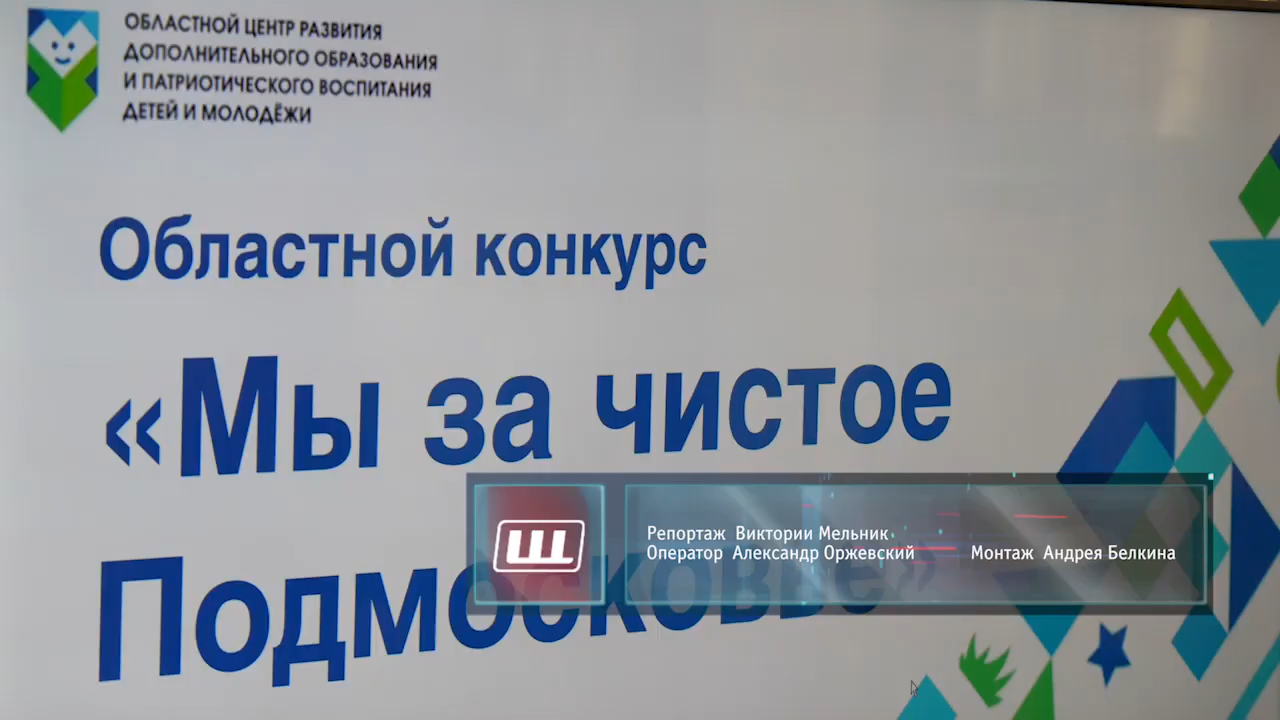 ОБЛАСТНОЙ ЦЕНТР РАЗВИТИЯ
ДОПОЛНИТЕЛЬНОГО ОБРАЗОВАНИЯ
И ПАТРИОТИЧЕСКОГО ВОСПИТАНИЯ
ДЕТЕЙ И МОЛОДЁЖИ
Областной конкурс
«Мы за чистое
Подмосковье»
Ш
Репортаж Виктории Мельник
Оператор Александр Оржевский
Монтаж Андрея Белкина